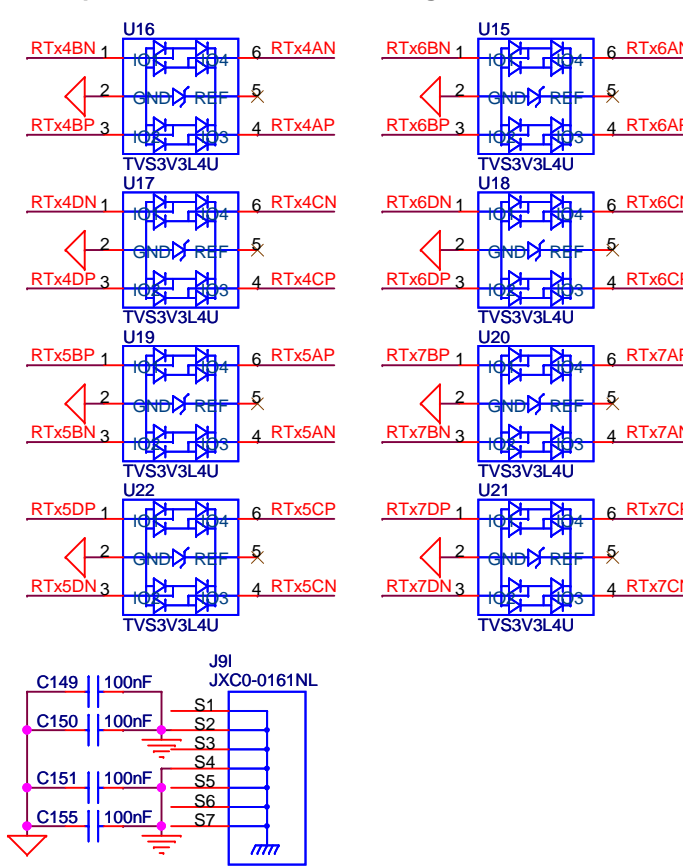 U16 U15
RTx4BN 1 IO1 IO4 6 RTx4AN RTx6BN 1 IO1 IO4 6 RTx6AN
2 GND REF 5 2 GND REF 5
RTx4BP 3 IO2 IO3 4 RTx4AP RTx6BP 3 IO2 IO3 4 RTx6AP
TVS3V3L4U TVS3V3L4U
U17 U18
RTx4DN 1 IO1 IO4 6 RTx4CN RTx6DN 1 IO1 IO4 6 RTx6CN
2 GND REF 5 2 GND REF 5
RTx4DP 3 IO2 IO3 4 RTx4CP RTx6DP 3 IO2 IO3 4 RTx6CP
TVS3V3L4U TVS3V3L4U
U19 U20
RTx5BP 1 IO1 IO4 6 RTx5AP RTx7BP 1 IO1 IO4 6 RTx7AP
2 GND REF 5 2 GND REF 5
RTx5BN 3 IO2 IO3 4 RTx5AN RTx7BN 3 IO2 IO3 4 RTx7AN
TVS3V3L4U TVS3V3L4U
U22 U21
RTx5DP 1 IO1 IO4 6 RTx5CP RTx7DP 1 IO1 IO4 6 RTx7CP
2 GND REF 5 2 GND REF 5
RTx5DN 3 IO2 IO3 4 RTx5CN RTx7DN 3 IO2 IO3 4 RTx7CN
TVS3V3L4U TVS3V3L4U
J9I
JXC0-0161NL
C149 100nF
S1
C150 100nF S2
S3
S4
C151 100nF S5
S6
C155 100nF S7